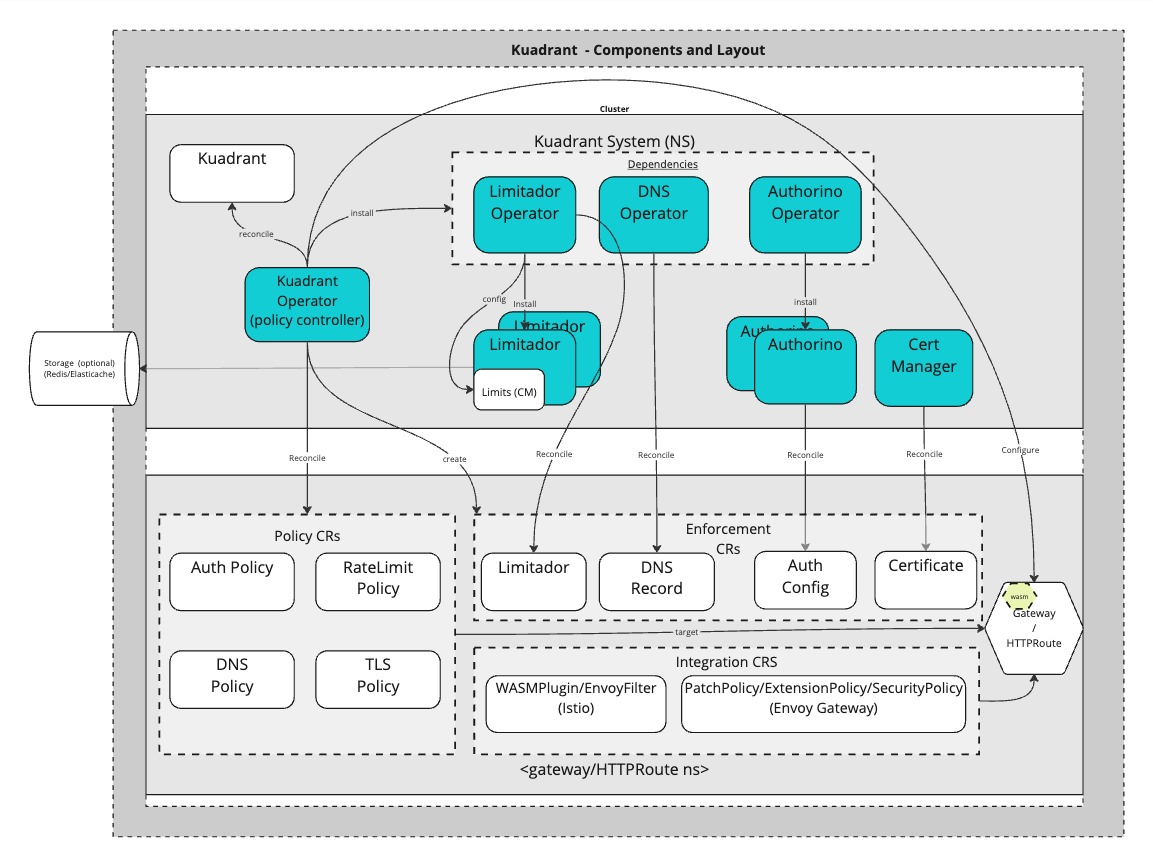 Kuadrant - Components and Layout
Cluster
Kuadrant System (NS)
Dependencies
Kuadrant
Limitador
Operator
DNS
Operator
Authorino
Operator
install
reconcile
Kuadrant
Operator
(policy controller)
config
Install
install
Limitador
Limitador
Limits (CM)
Authorino
Authorino
Cert
Manager
Storage (optional)
(Redis/Elasticache)
Reconcile
create
Reconcile
Reconcile
Reconcile
Reconcile
Configure
Policy CRs
Auth Policy
RateLimit
Policy
DNS
Policy
TLS
Policy
Enforcement
CRs
Limitador
DNS
Record
Auth
Config
Certificate
wasm
Gateway
/
HTTPRoute
target
Integration CRS
WASMPlugin/EnvoyFilter
(Istio)
PatchPolicy/ExtensionPolicy/SecurityPolicy
(Envoy Gateway)
<gateway/HTTPRoute ns>